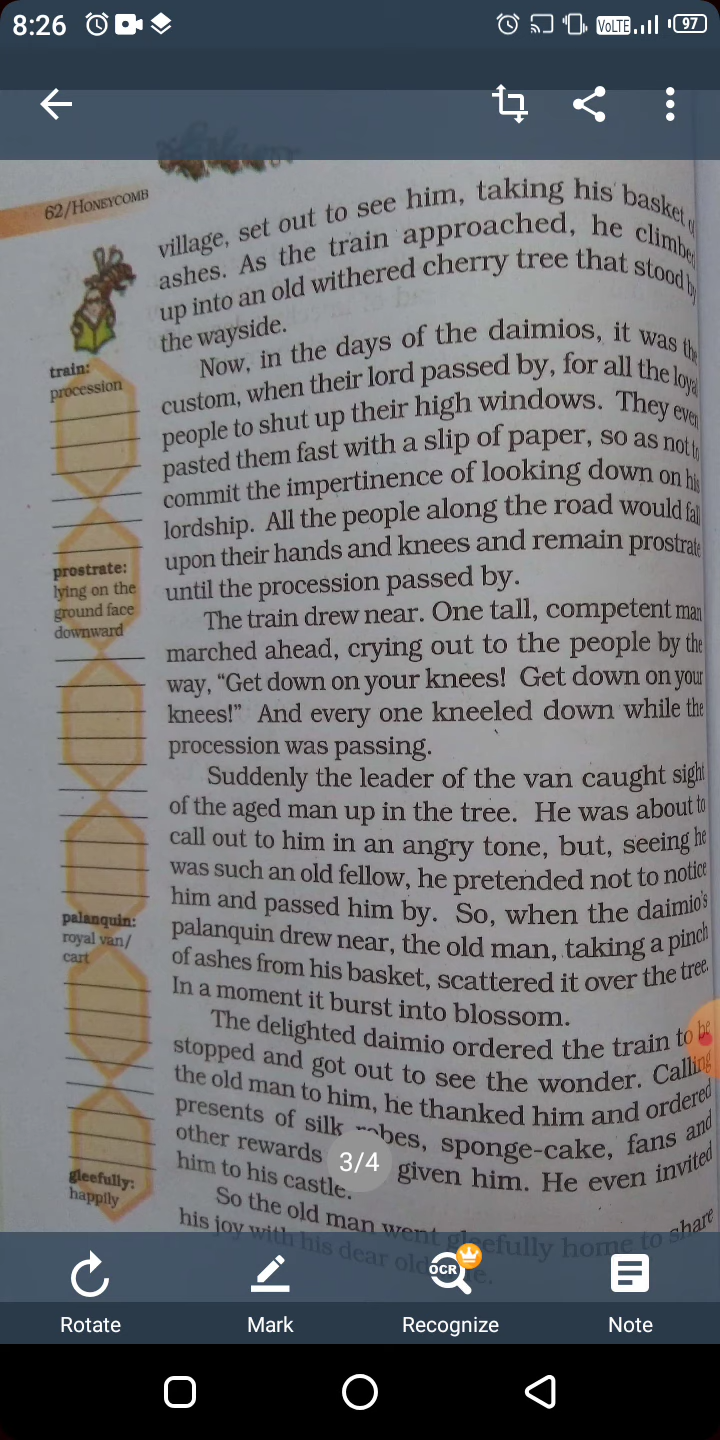 8:26
VoLTE
97
62/HONEYCOMB
village, set out to see him, taking his basket
ashes. As the train approached, he climbed
up into an old withered cherry tree that stood by
the wayside.
train:
procession
Now, in the days of the daimios, it was the
custom, when their lord passed by, for all the loyal
people to shut up their high windows. They even
pasted them fast with a slip of paper, so as not to
commit the impertinence of looking down on his
lordship. All the people along the road would fall
upon their hands and knees and remain prostrate
until the procession passed by.
prostrate:
lying on the
ground face
downward
The train drew near. One tall, competent man
marched ahead, crying out to the people by the
way, “Get down on your knees! Get down on your
knees!” And every one kneeled down while the
procession was passing.
Suddenly the leader of the van caught sight
of the aged man up in the tree. He was about to
call out to him in an angry tone, but, seeing he
was such an old fellow, he pretended not to notice
him and passed him by. So, when the daimio's
palanquin drew near, the old man, taking a pinch
of ashes from his basket, scattered it over the tree.
In a moment it burst into blossom.
palanquin:
royal van/
cart
The delighted daimio ordered the train to be
stopped and got out to see the wonder. Calling
the old man to him, he thanked him and ordered
presents of silk robes, sponge-cake, fans and
other rewards given him. He even invited
him to his castle.
gleefully:
happily
So the old man went gleefully home to share
his joy with his dear old
3/4
OCR
Rotate
Mark
Recognize
Note